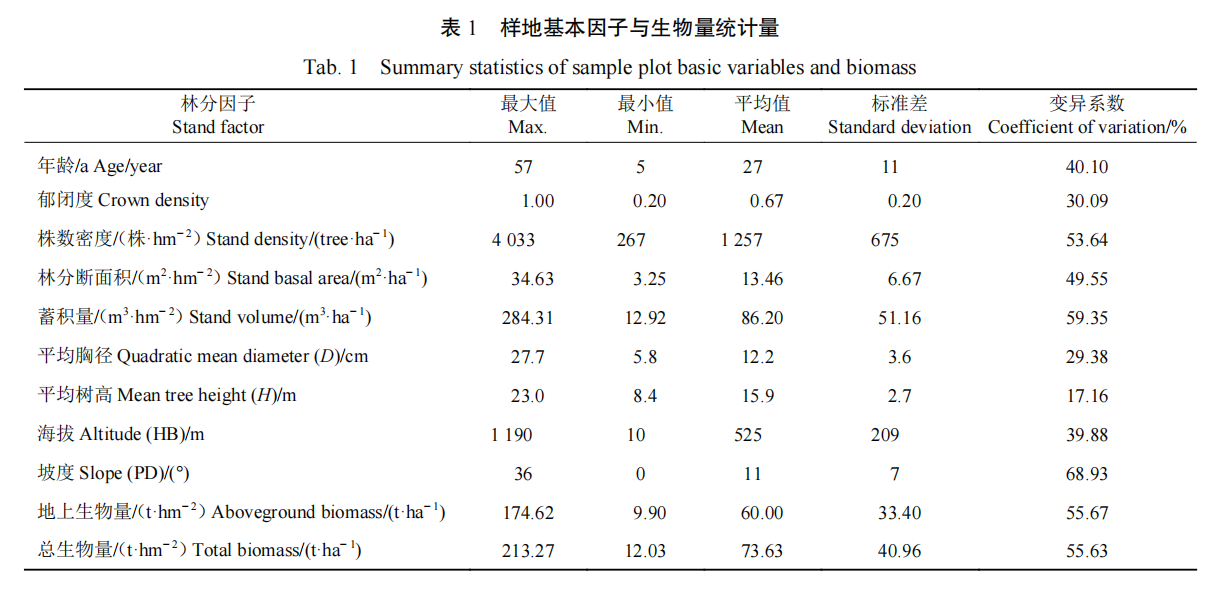 表 1 样地基本因子与生物量统计量
Tab. 1 Summary statistics of sample plot basic variables and biomass
林分因子 最大值 最小值 平均值 标准差 变异系数
Stand factor Max. Min. Mean Standard deviation Coefficient of variation/%
年龄/a Age/year 57 5 27 11 40.10
郁闭度 Crown density 1.00 0.20 0.67 0.20 30.09
株数密度/(株·hm⁻²) Stand density/(tree·ha⁻¹) 4 033 267 1 257 675 53.64
林分断面积/(m²·hm⁻²) Stand basal area/(m²·ha⁻¹) 34.63 3.25 13.46 6.67 49.55
蓄积量/(m³·hm⁻²) Stand volume/(m³·ha⁻¹) 284.31 12.92 86.20 51.16 59.35
平均胸径 Quadratic mean diameter (D)/cm 27.7 5.8 12.2 3.6 29.38
平均树高 Mean tree height (H)/m 23.0 8.4 15.9 2.7 17.16
海拔 Altitude (HB)/m 1 190 10 525 209 39.88
坡度 Slope (PD)/(°) 36 0 11 7 68.93
地上生物量/(t·hm⁻²) Aboveground biomass/(t·ha⁻¹) 174.62 9.90 60.00 33.40 55.67
总生物量/(t·hm⁻²) Total biomass/(t·ha⁻¹) 213.27 12.03 73.63 40.96 55.63